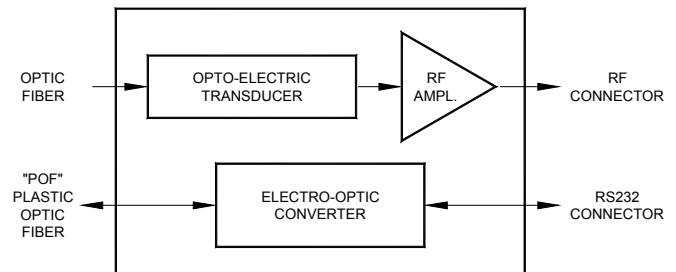 OPTIC
FIBER
OPTO-ELECTRIC
TRANSDUCER
RF
AMPL.
RF
CONNECTOR
"POF"
PLASTIC
OPTIC
FIBER
ELECTRO-OPTIC
CONVERTER
RS232
CONNECTOR